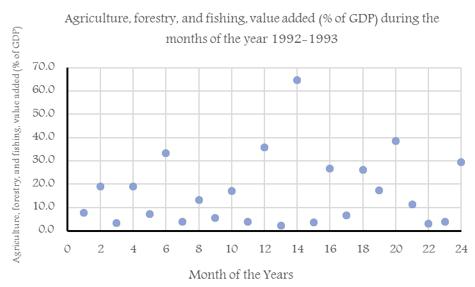 Agriculture, forestry, and fishing, value added (% of GDP) during the
months of the year 1992-1993
Agriculture, forestry, and fishing, value added (% of GDP)
70.0
60.0
50.0
40.0
30.0
20.0
10.0
0.0
0 2 4 6 8 10 12 14 16 18 20 22 24
Month of the Years